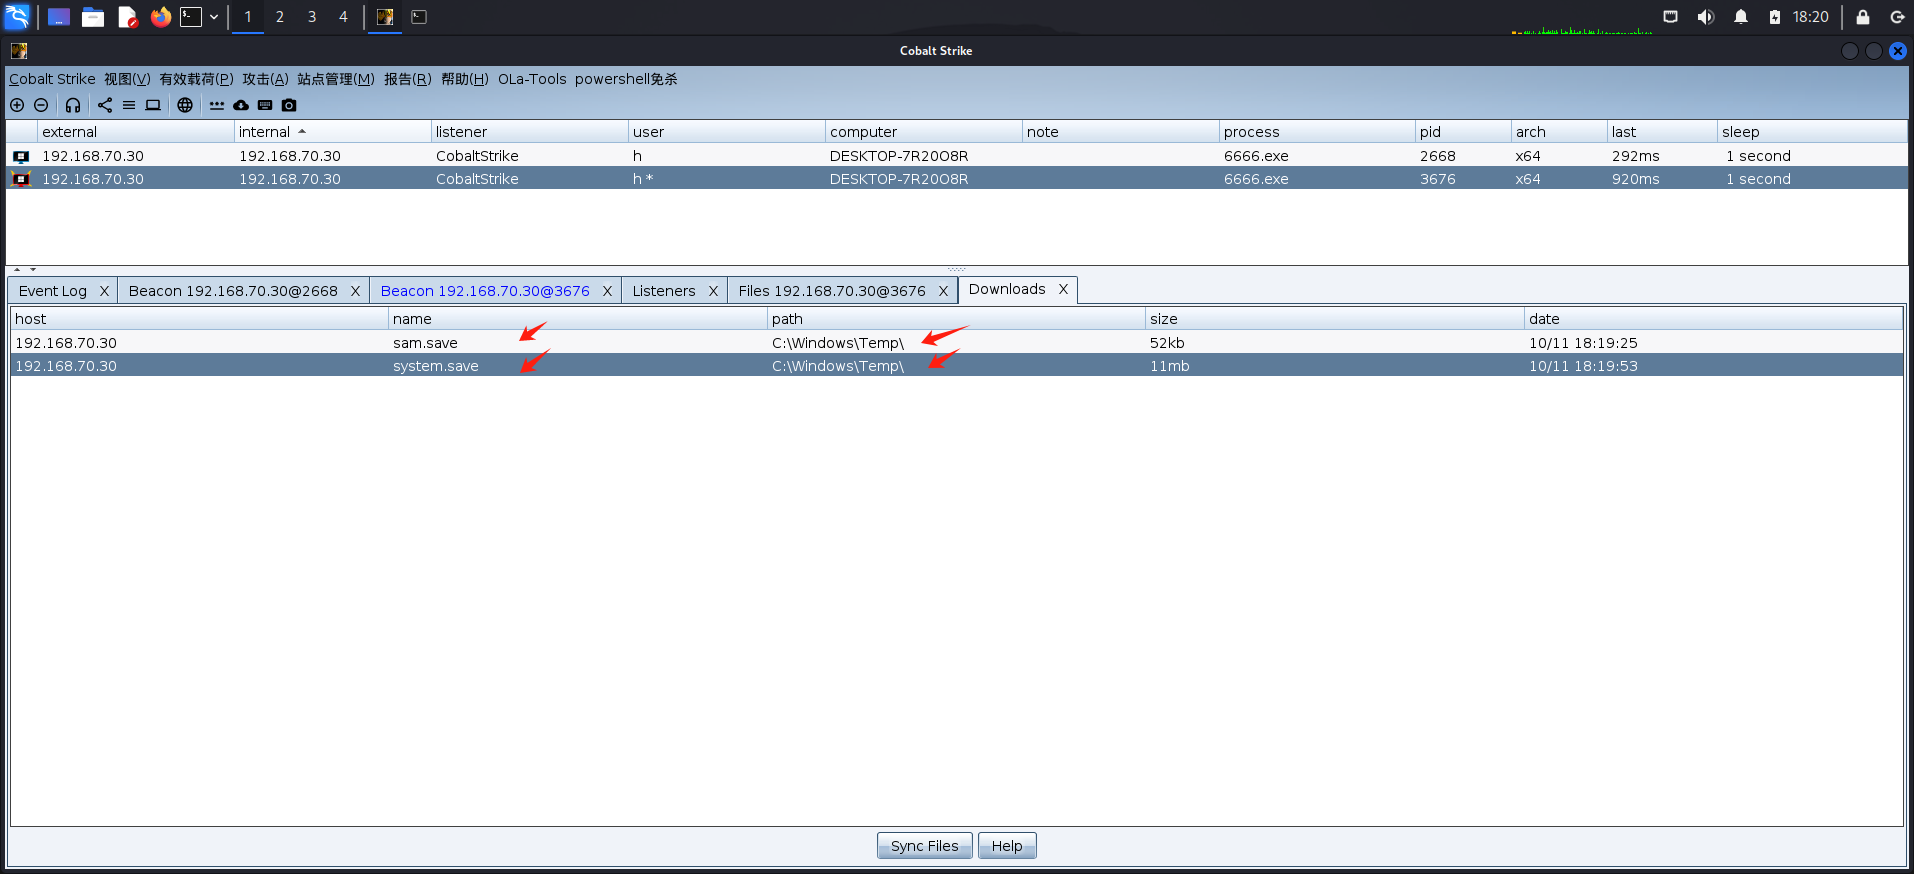 1 2 3 4 18:20
Cobalt Strike
Cobalt Strike 视图(V) 有效载荷(P) 攻击(A) 站点管理(M) 报告(R) 帮助(H) OLa-Tools powershell免杀
external internal listener user computer note process pid arch last sleep
192.168.70.30 192.168.70.30 CobaltStrike h DESKTOP-7R20O8R 6666.exe 2668 x64 292ms 1 second
192.168.70.30 192.168.70.30 CobaltStrike h * DESKTOP-7R20O8R 6666.exe 3676 x64 920ms 1 second
Event Log X Beacon 192.168.70.30@2668 X Beacon 192.168.70.30@3676 X Listeners X Files 192.168.70.30@3676 X Downloads X
host name path size date
192.168.70.30 sam.save C:\Windows\Temp\ 52kb 10/11 18:19:25
192.168.70.30 system.save C:\Windows\Temp\ 11mb 10/11 18:19:53
Sync Files Help